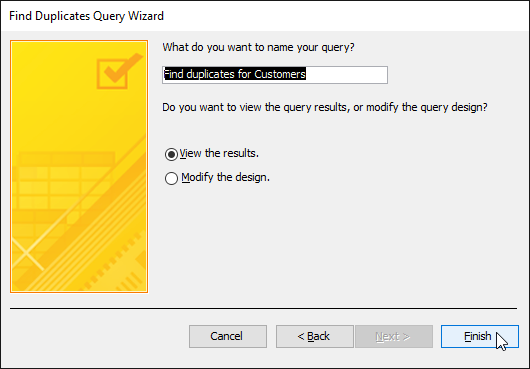 Find Duplicates Query Wizard
What do you want to name your query?
Find duplicates for Customers
Do you want to view the query results, or modify the query design?
View the results.
Modify the design.
Cancel
< Back
Next >
Finish